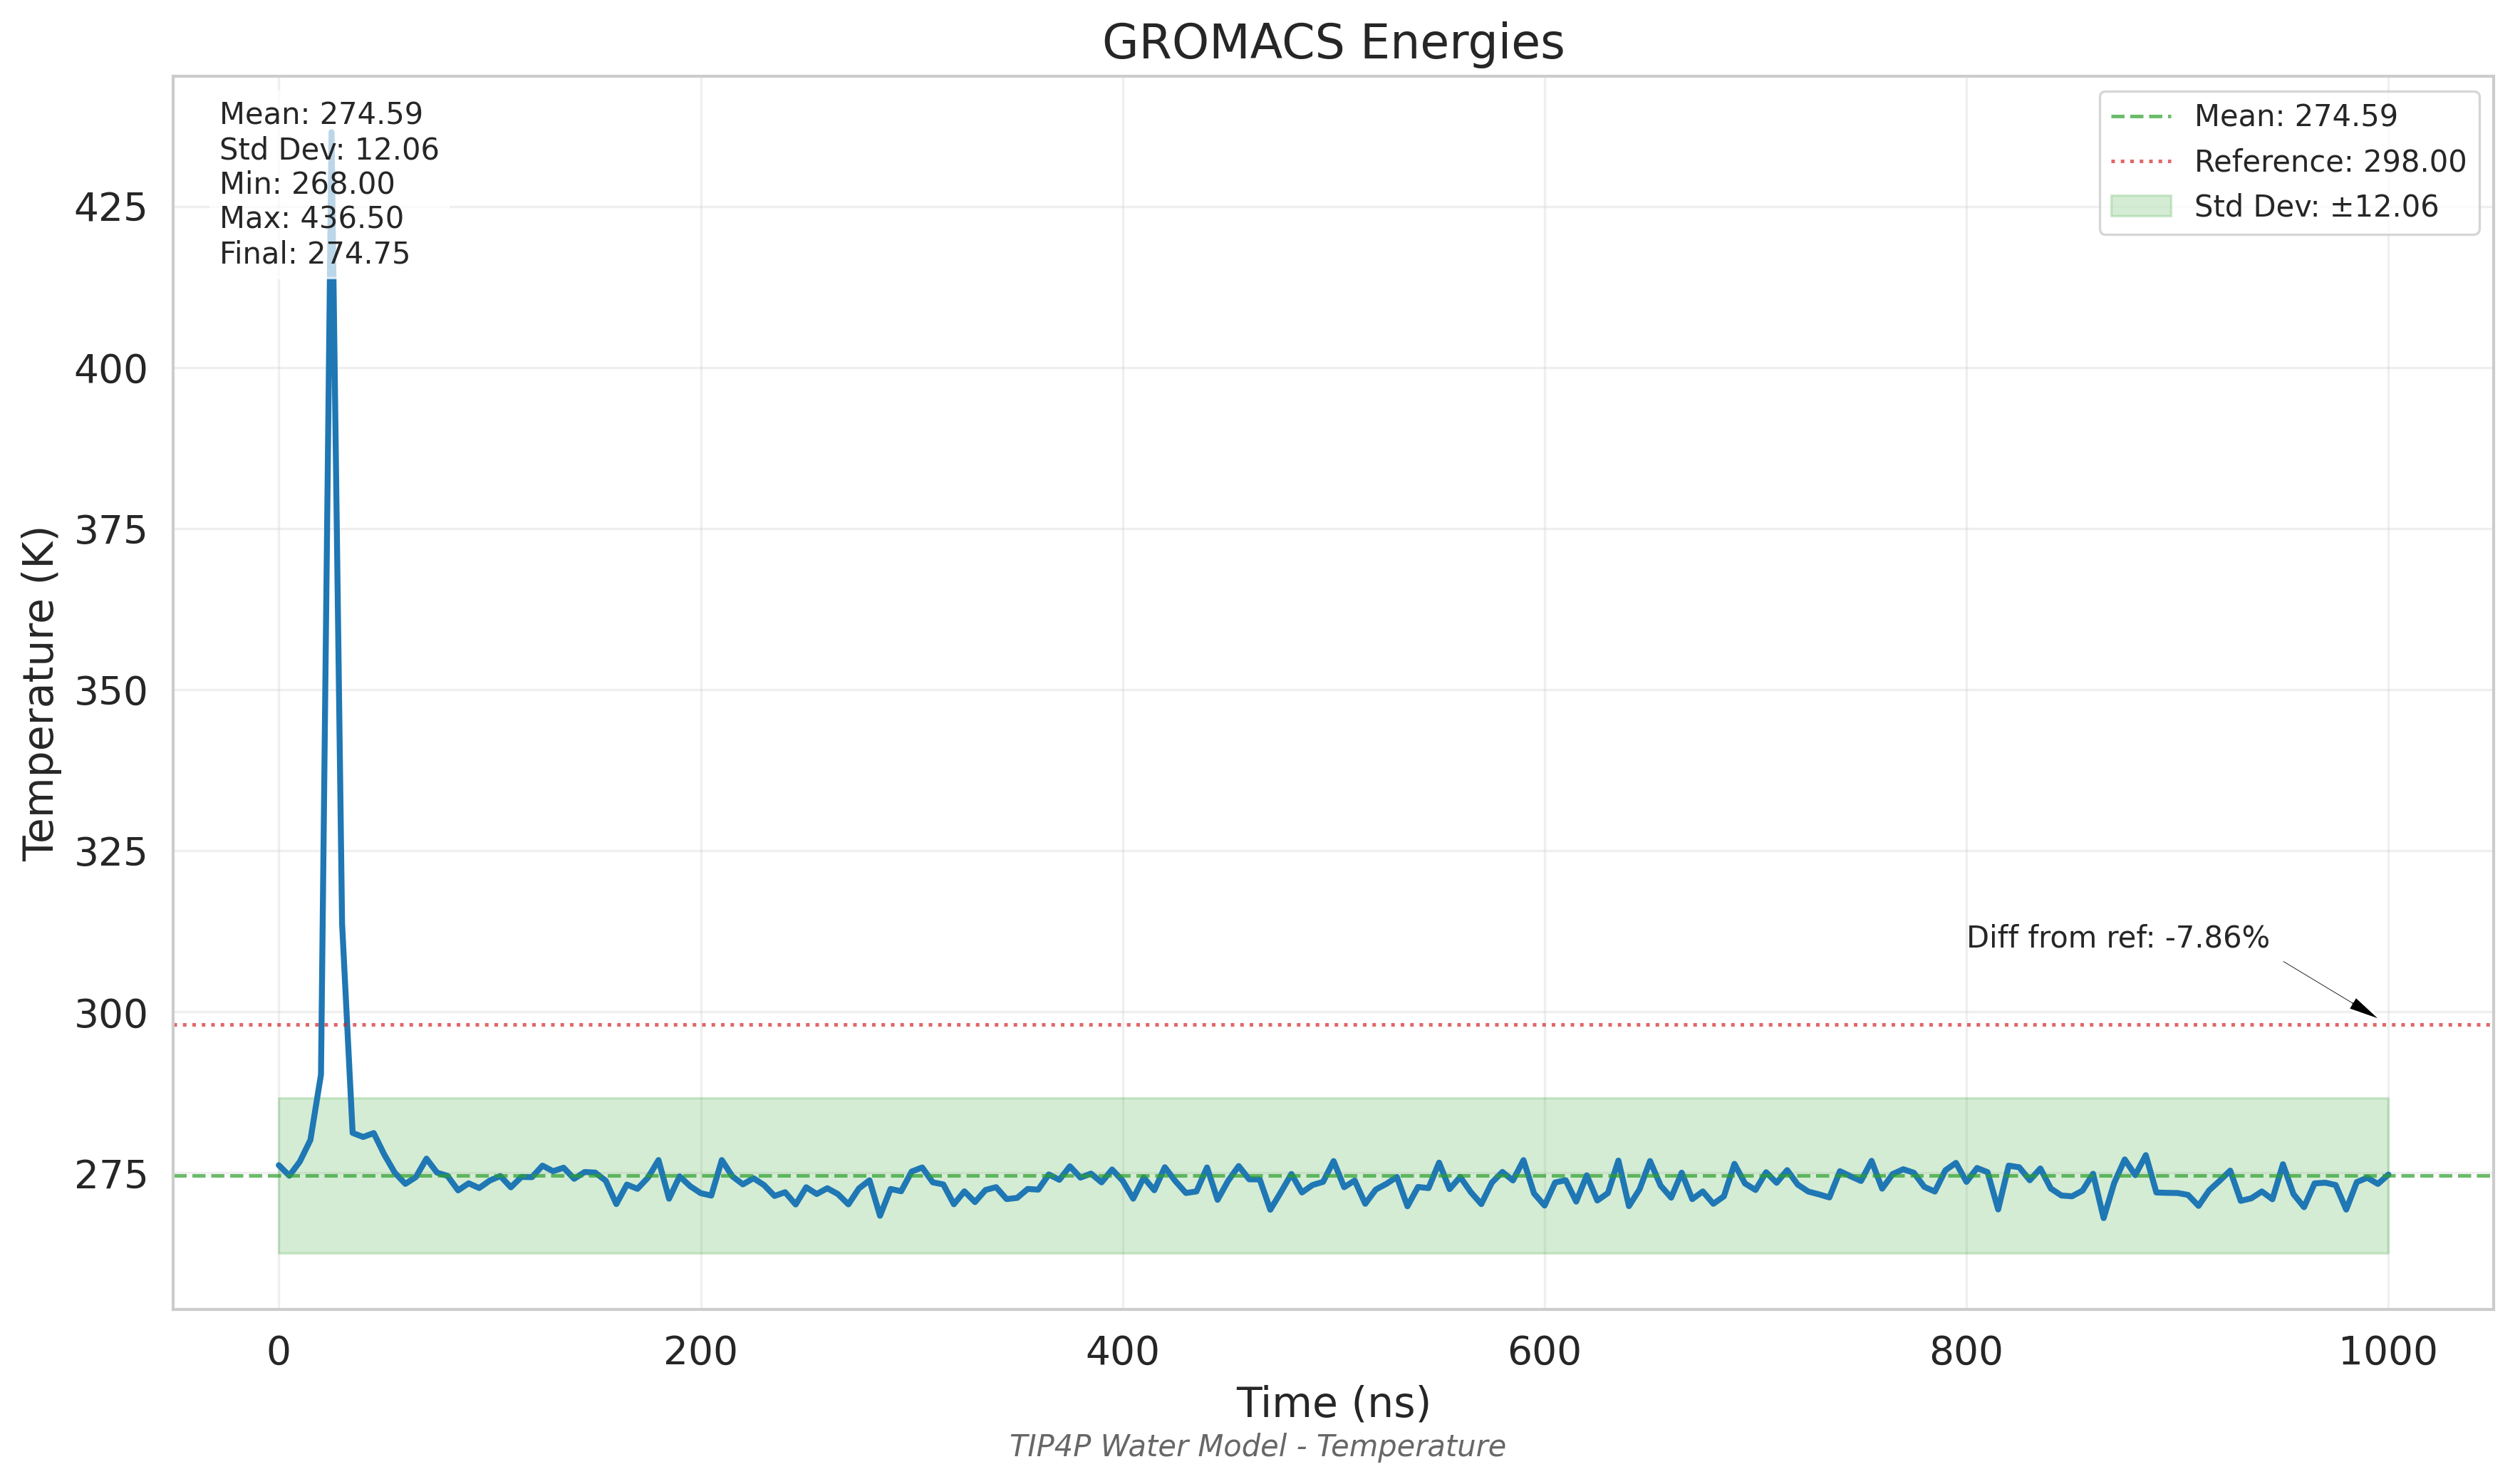 GROMACS Energies
Mean: 274.59
Std Dev: 12.06
Min: 268.00
Max: 436.50
Final: 274.75
Mean: 274.59
Reference: 298.00
Std Dev: ±12.06
Temperature (K)
425
400
375
350
325
300
275
Diff from ref: -7.86%
0 200 400 600 800 1000
Time (ns)
TIP4P Water Model - Temperature